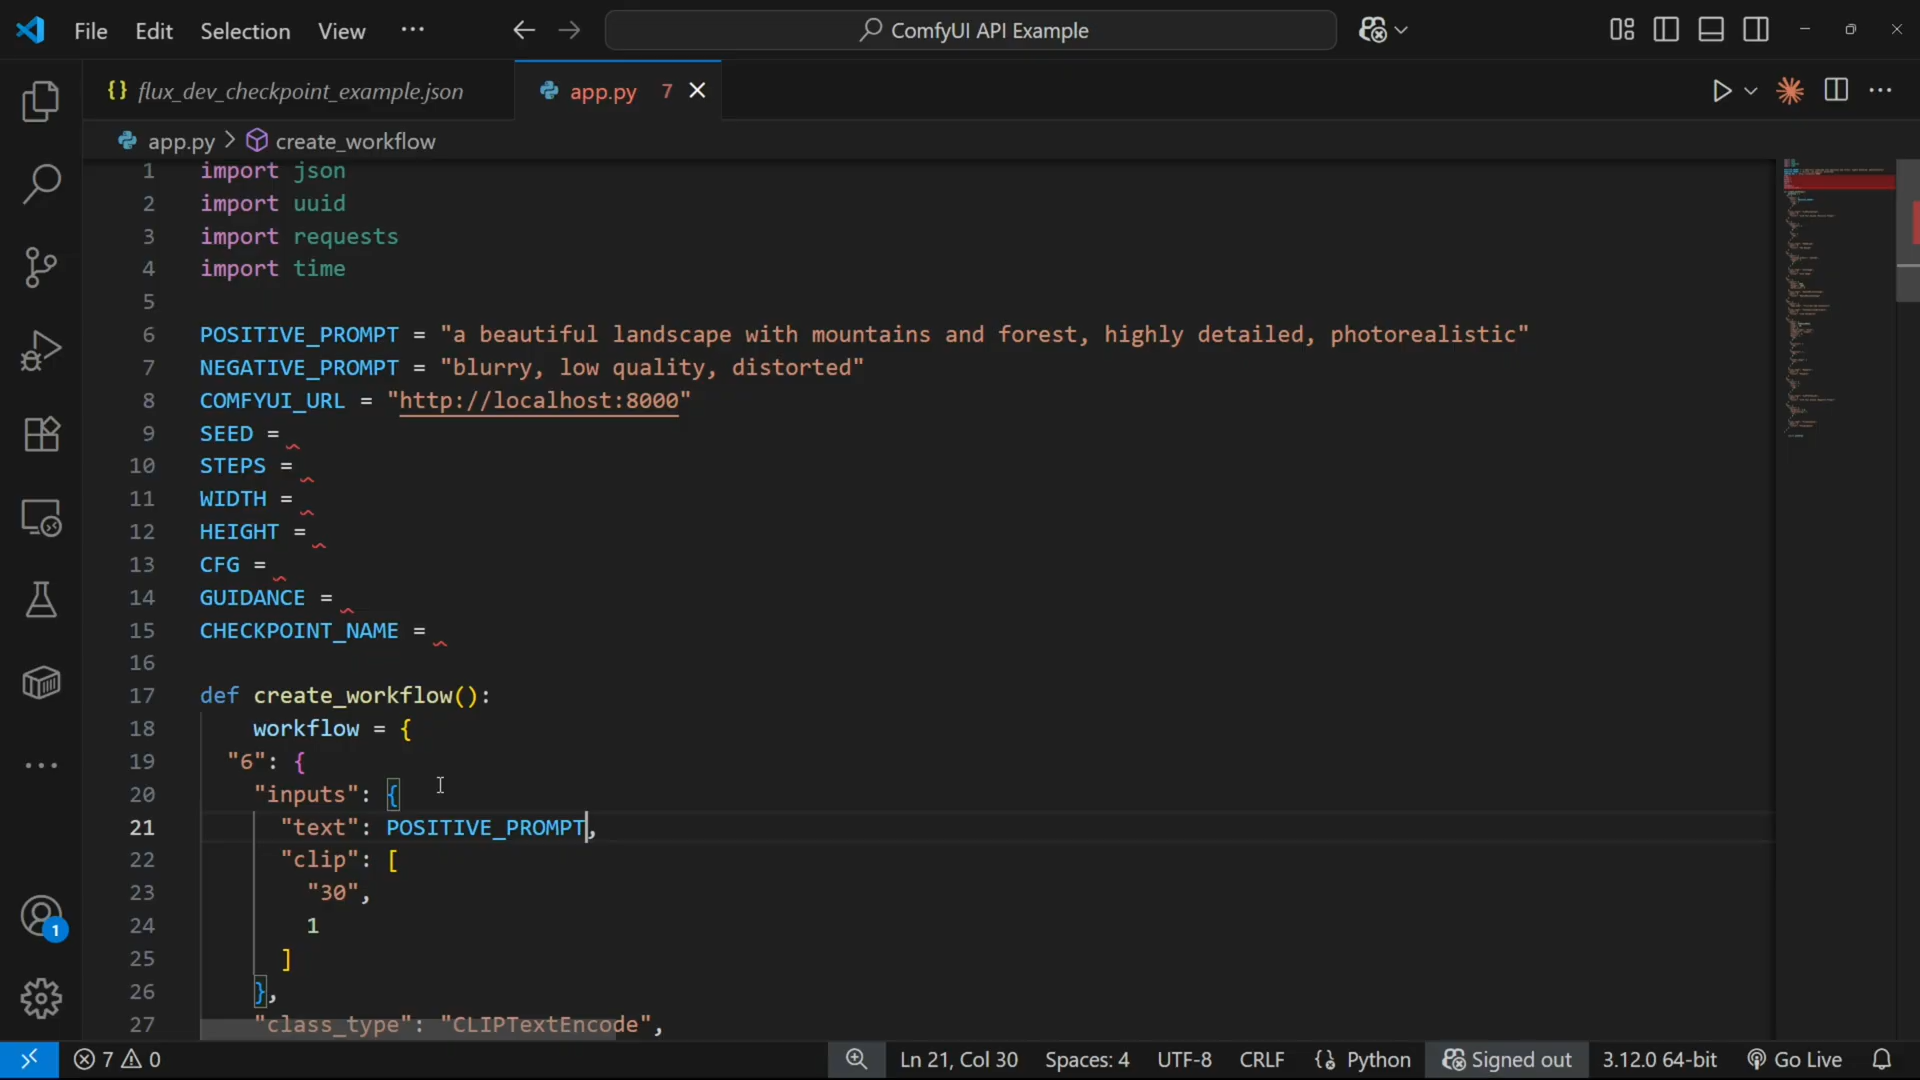 File Edit Selection View ··· ComfyUI API Example
{} flux_dev_checkpoint_example.json app.py 7
app.py > create_workflow
1 import json
2 import uuid
3 import requests
4 import time
5
6 POSITIVE_PROMPT = "a beautiful landscape with mountains and forest, highly detailed, photorealistic"
7 NEGATIVE_PROMPT = "blurry, low quality, distorted"
8 COMFYUI_URL = "http://localhost:8000"
9 SEED =
10 STEPS =
11 WIDTH =
12 HEIGHT =
13 CFG =
14 GUIDANCE =
15 CHECKPOINT_NAME =
16
17 def create_workflow():
18 workflow = {
19 "6": {
20 "inputs": {
21 "text": POSITIVE_PROMPT,
22 "clip": [
23 "30",
24 1
25 ]
26 },
27 "class_type": "CLIPTextEncode",
1
7 0 Ln 21, Col 30 Spaces: 4 UTF-8 CRLF {} Python Signed out 3.12.0 64-bit Go Live